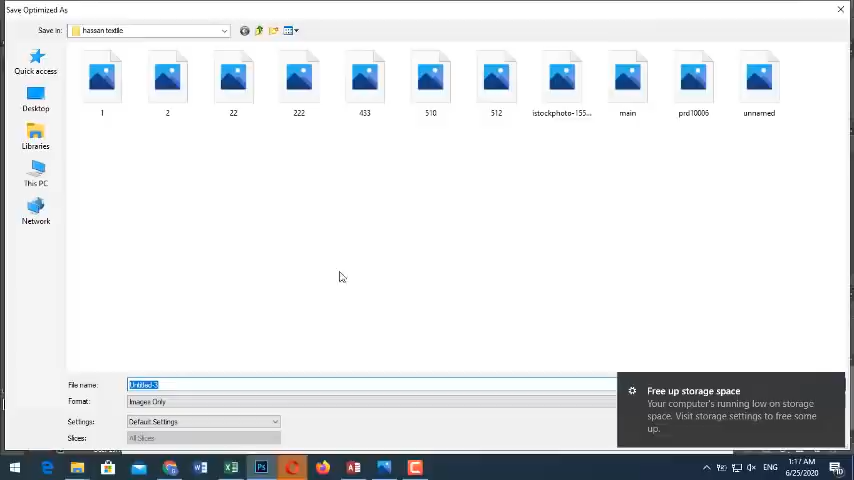 Save Optimized As
Save in: hassan textile
Quick access
Desktop
Libraries
This PC
Network
1
2
22
222
433
510
512
istockphoto-155...
main
prd10006
unnamed
File name: Untitled-3
Format: Images Only
Settings: Default Settings
Slices: All Slices
Free up storage space
Your computer's running low on storage
space. Visit storage settings to free some
up.
ENG
1:17 AM
6/25/2020